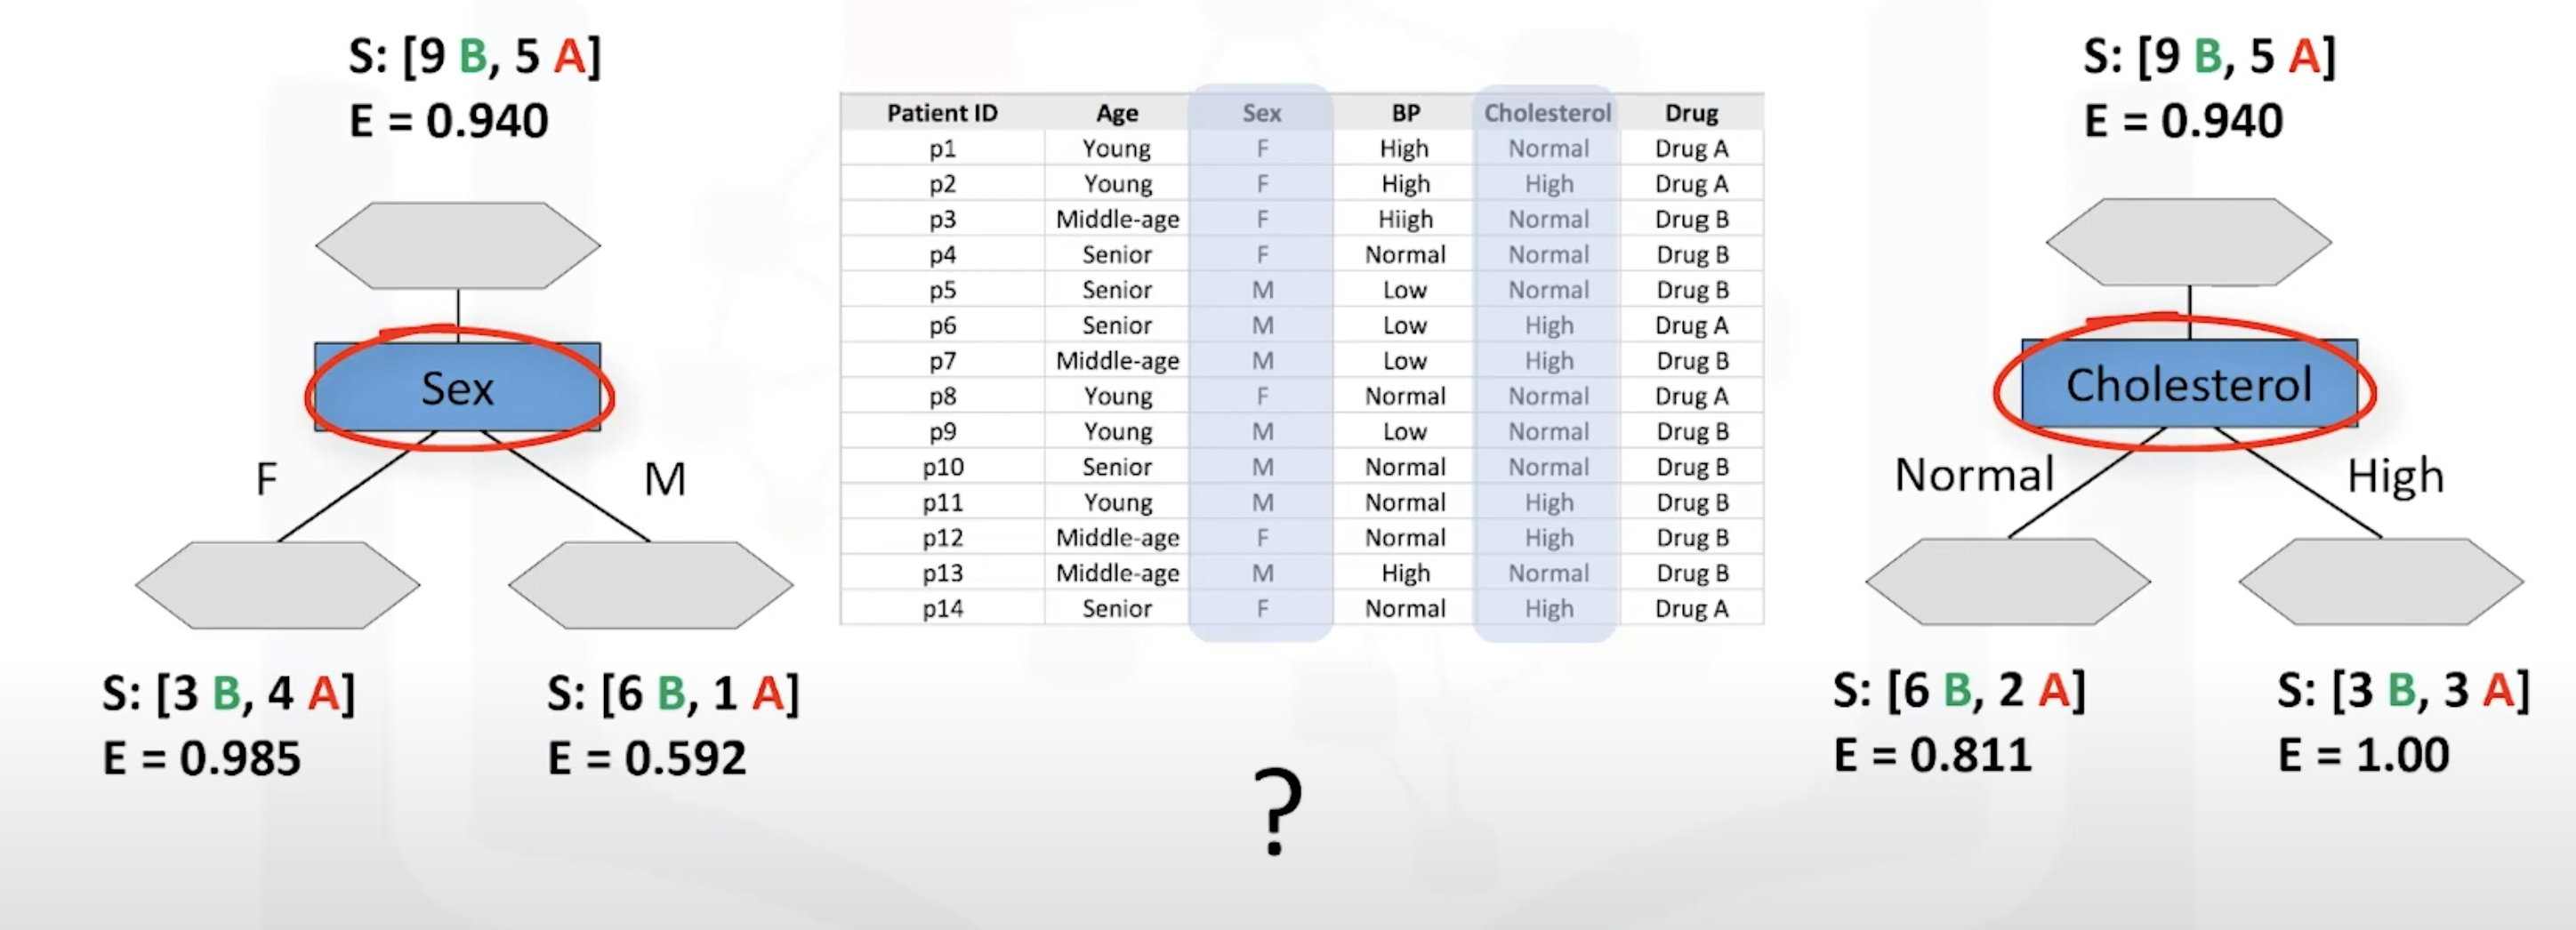 S: [9 B, 5 A]
E = 0.940
Sex
F
M
S: [3 B, 4 A]
E = 0.985
S: [6 B, 1 A]
E = 0.592
Patient ID Age Sex BP Cholesterol Drug
p1 Young F High Normal Drug A
p2 Young F High High Drug A
p3 Middle-age F Hiigh Normal Drug B
p4 Senior F Normal Normal Drug B
p5 Senior M Low Normal Drug B
p6 Senior M Low High Drug A
p7 Middle-age M Low High Drug B
p8 Young F Normal Normal Drug A
p9 Young M Low Normal Drug B
p10 Senior M Normal Normal Drug B
p11 Young M Normal High Drug B
p12 Middle-age F Normal High Drug B
p13 Middle-age M High Normal Drug B
p14 Senior F Normal High Drug A
?
S: [9 B, 5 A]
E = 0.940
Cholesterol
Normal
High
S: [6 B, 2 A]
E = 0.811
S: [3 B, 3 A]
E = 1.00